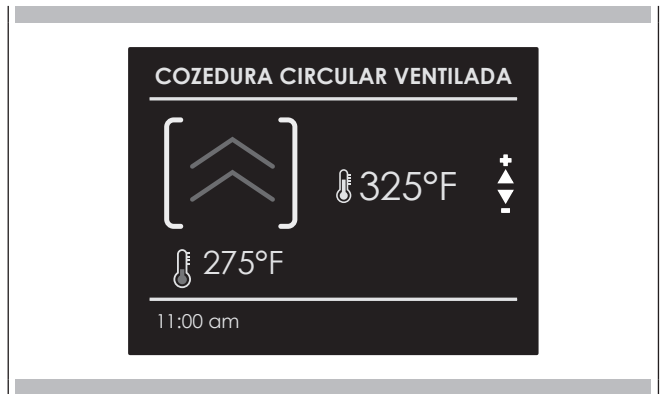 COZEDURA CIRCULAR VENTILADA
325°F
+
-
275°F
11:00 am